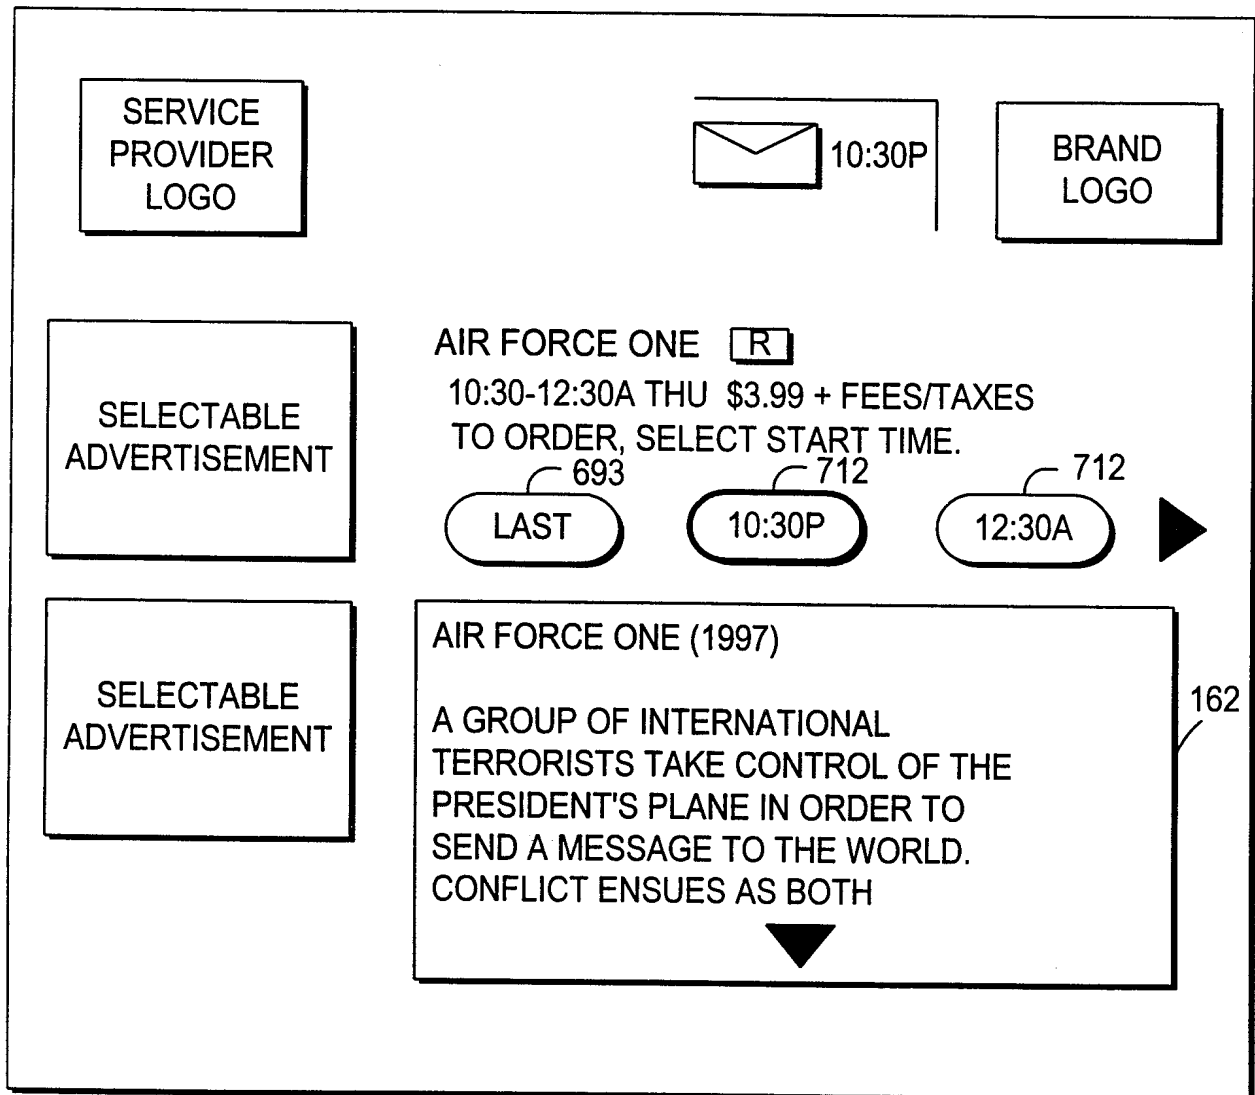 SERVICE
PROVIDER
LOGO
10:30P
BRAND
LOGO
SELECTABLE
ADVERTISEMENT
AIR FORCE ONE R
10:30-12:30A THU $3.99 + FEES/TAXES
TO ORDER, SELECT START TIME.
693 712 712
LAST 10:30P 12:30A
SELECTABLE
ADVERTISEMENT
AIR FORCE ONE (1997)
A GROUP OF INTERNATIONAL
TERRORISTS TAKE CONTROL OF THE
PRESIDENT'S PLANE IN ORDER TO
SEND A MESSAGE TO THE WORLD.
CONFLICT ENSUES AS BOTH
162